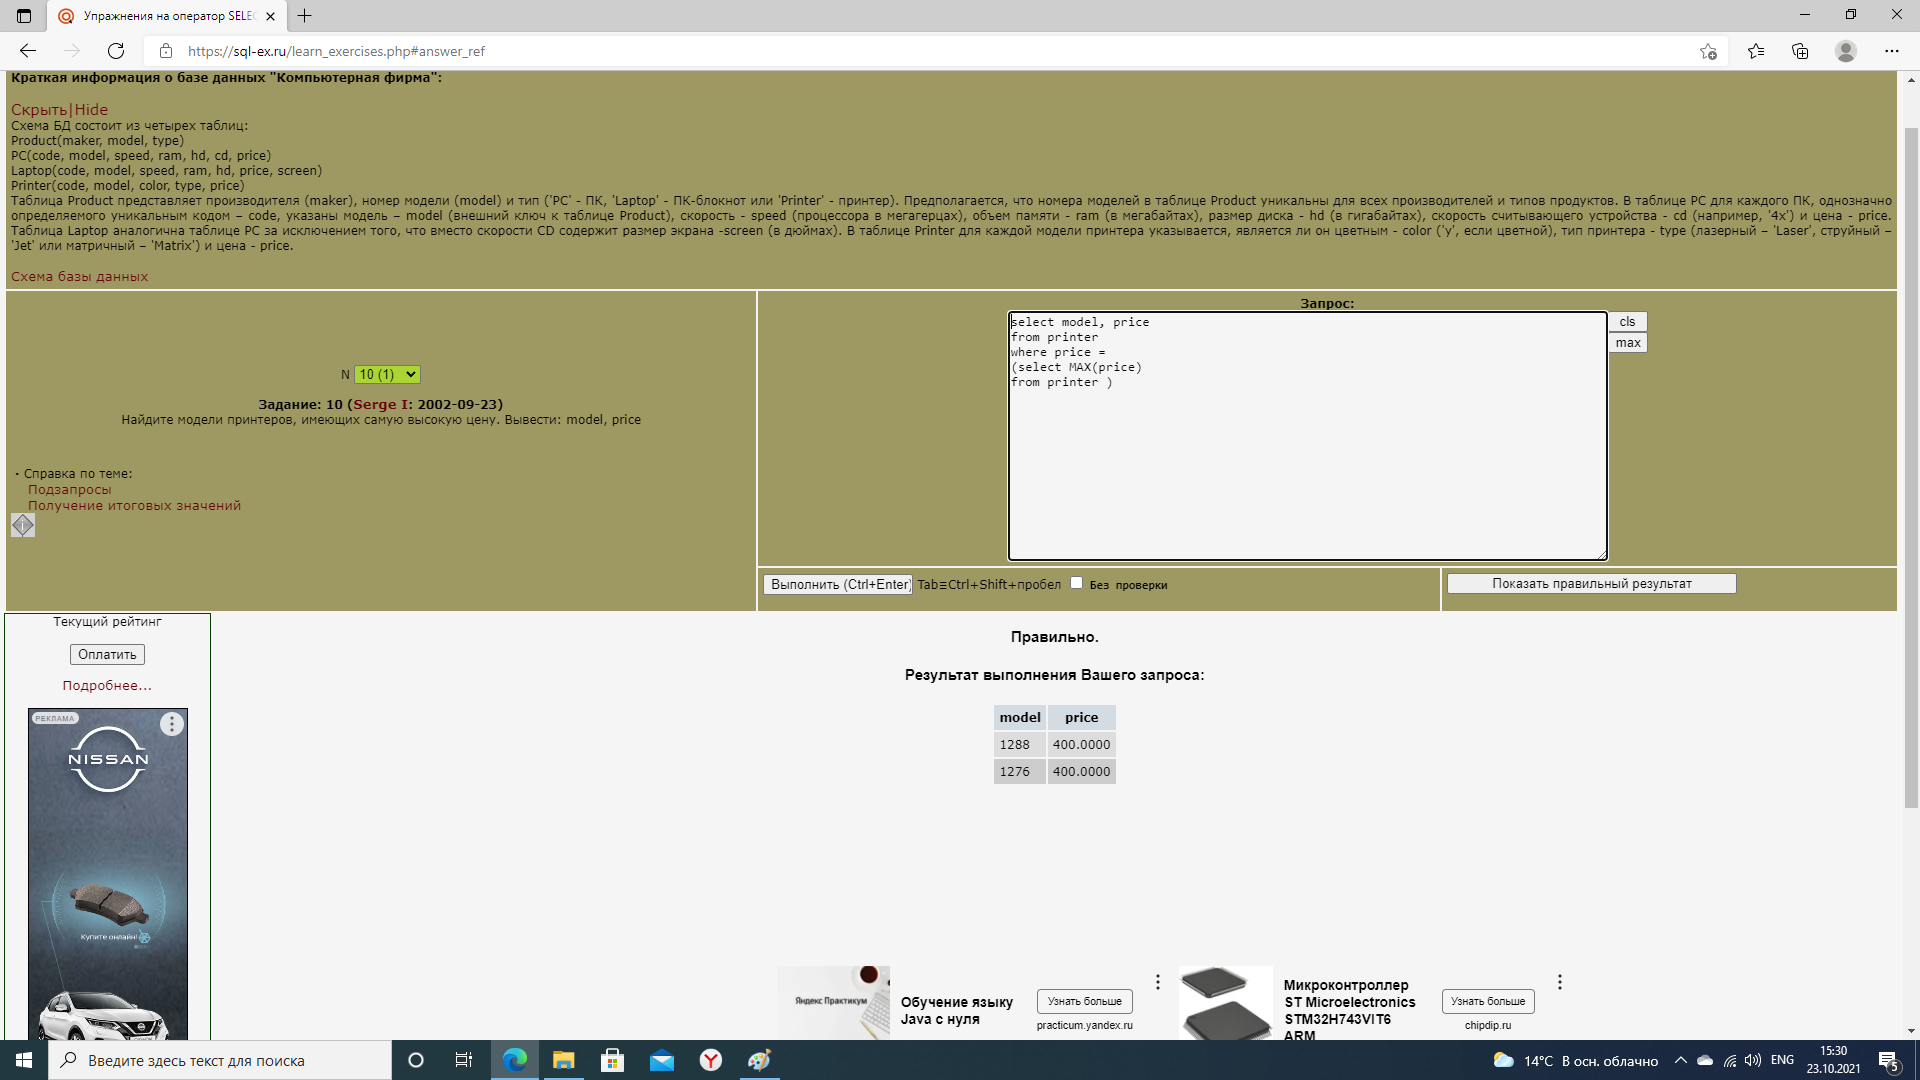 Упражнения на оператор SELEC
https://sql-ex.ru/learn_exercises.php#answer_ref
Краткая информация о базе данных "Компьютерная фирма":
Скрыть|Hide
Схема БД состоит из четырех таблиц:
Product(maker, model, type)
PC(code, model, speed, ram, hd, cd, price)
Laptop(code, model, speed, ram, hd, price, screen)
Printer(code, model, color, type, price)
Таблица Product представляет производителя (maker), номер модели (model) и тип ('PC' - ПК, 'Laptop' - ПК-блокнот или 'Printer' - принтер). Предполагается, что номера моделей в таблице Product уникальны для всех производителей и типов продуктов. В таблице PC для каждого ПК, однозначно
определяемого уникальным кодом – code, указаны модель – model (внешний ключ к таблице Product), скорость - speed (процессора в мегагерцах), объем памяти - ram (в мегабайтах), размер диска - hd (в гигабайтах), скорость считывающего устройства - cd (например, '4x') и цена - price.
Таблица Laptop аналогична таблице РС за исключением того, что вместо скорости CD содержит размер экрана -screen (в дюймах). В таблице Printer для каждой модели принтера указывается, является ли он цветным - color ('y', если цветной), тип принтера - type (лазерный – 'Laser', струйный –
'Jet' или матричный – 'Matrix') и цена - price.
Схема базы данных
N 10 (1)
Задание: 10 (Serge I: 2002-09-23)
Найдите модели принтеров, имеющих самую высокую цену. Вывести: model, price
· Справка по теме:
Подзапросы
Получение итоговых значений
Запрос:
select model, price
from printer
where price =
(select MAX(price)
from printer )
cls
max
Выполнить (Ctrl+Enter) Tab≡Ctrl+Shift+пробел Без проверки
Показать правильный результат
Текущий рейтинг
Оплатить
Подробнее...
РЕКЛАМА
NISSAN
Купите онлайн!
Правильно.
Результат выполнения Вашего запроса:
model price
1288 400.0000
1276 400.0000
Яндекс Практикум
Обучение языку
Java с нуля
Узнать больше
practicum.yandex.ru
Микроконтроллер
ST Microelectronics
STM32H743VIT6
ARM
Узнать больше
chipdip.ru
Введите здесь текст для поиска
14°C В осн. облачно
ENG
15:30
23.10.2021
5